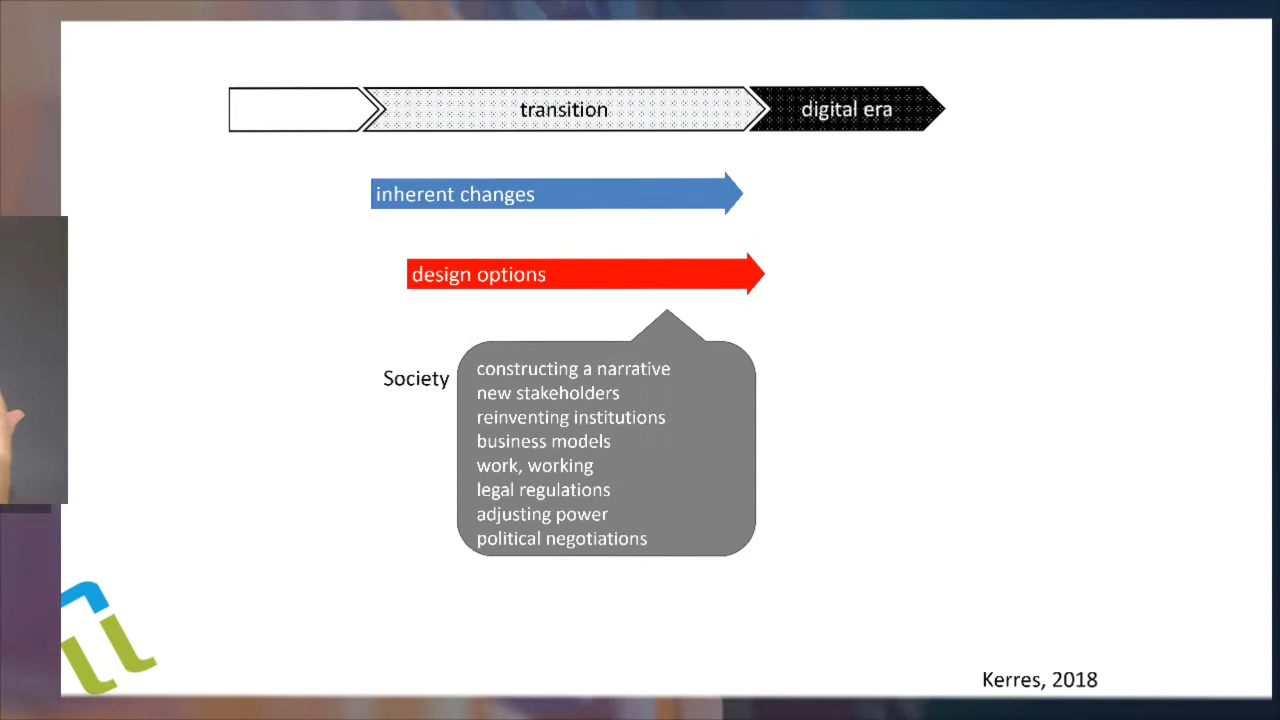 transition
digital era
inherent changes
design options
Society
constructing a narrative
new stakeholders
reinventing institutions
business models
work, working
legal regulations
adjusting power
political negotiations
Kerres, 2018